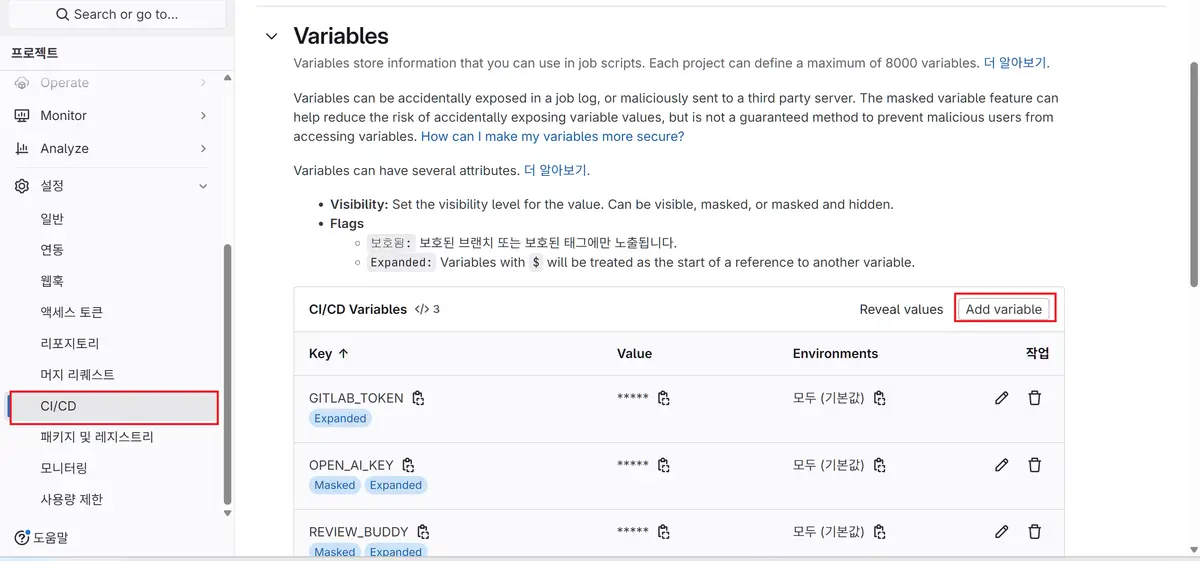 Search or go to...
프로젝트
Operate
Monitor
Analyze
설정
일반
연동
웹훅
액세스 토큰
리포지토리
머지 리퀘스트
CI/CD
패키지 및 레지스트리
모니터링
사용량 제한
도움말
Variables
Variables store information that you can use in job scripts. Each project can define a maximum of 8000 variables. 더 알아보기.
Variables can be accidentally exposed in a job log, or maliciously sent to a third party server. The masked variable feature can
help reduce the risk of accidentally exposing variable values, but is not a guaranteed method to prevent malicious users from
accessing variables. How can I make my variables more secure?
Variables can have several attributes. 더 알아보기.
• Visibility: Set the visibility level for the value. Can be visible, masked, or masked and hidden.
• Flags
◦ 보호됨: 보호된 브랜치 또는 보호된 태그에만 노출됩니다.
◦ Expanded: Variables with $ will be treated as the start of a reference to another variable.
CI/CD Variables </> 3 Reveal values Add variable
Key ↑ Value Environments 작업
GITLAB_TOKEN ***** 모두 (기본값)
Expanded
OPEN_AI_KEY ***** 모두 (기본값)
Masked Expanded
REVIEW_BUDDY ***** 모두 (기본값)
Masked Expanded